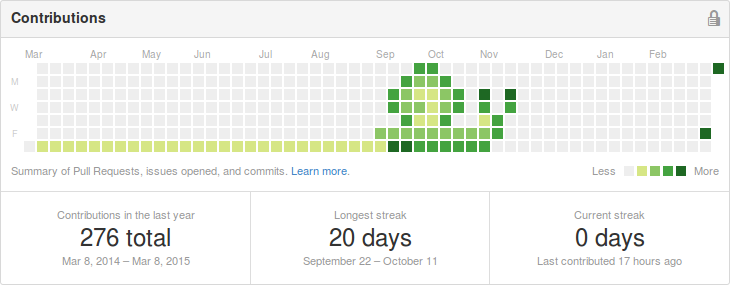 Contributions
Mar Apr May Jun Jul Aug Sep Oct Nov Dec Jan Feb
M
W
F
Summary of Pull Requests, issues opened, and commits. Learn more. Less More
Contributions in the last year
276 total
Mar 8, 2014 – Mar 8, 2015
Longest streak
20 days
September 22 – October 11
Current streak
0 days
Last contributed 17 hours ago